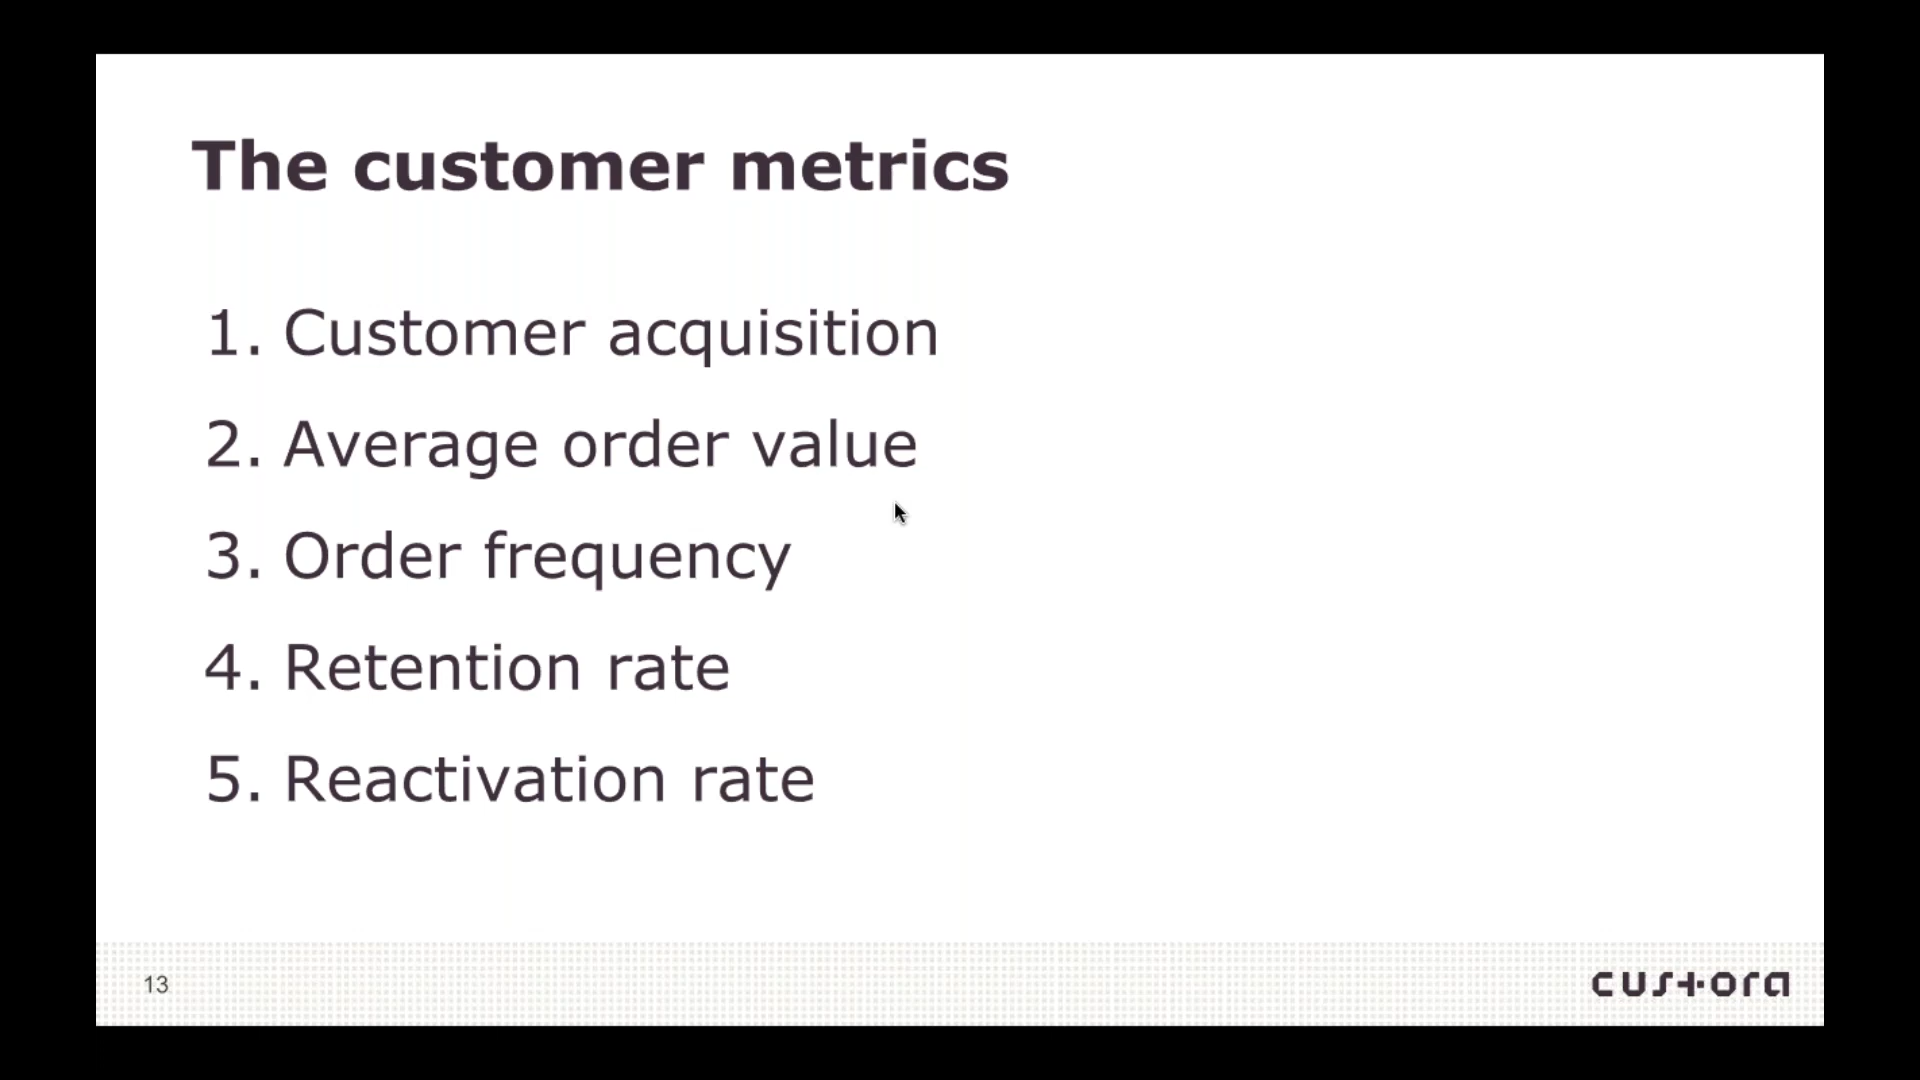 The customer metrics
1. Customer acquisition
2. Average order value
3. Order frequency
4. Retention rate
5. Reactivation rate
13
custora